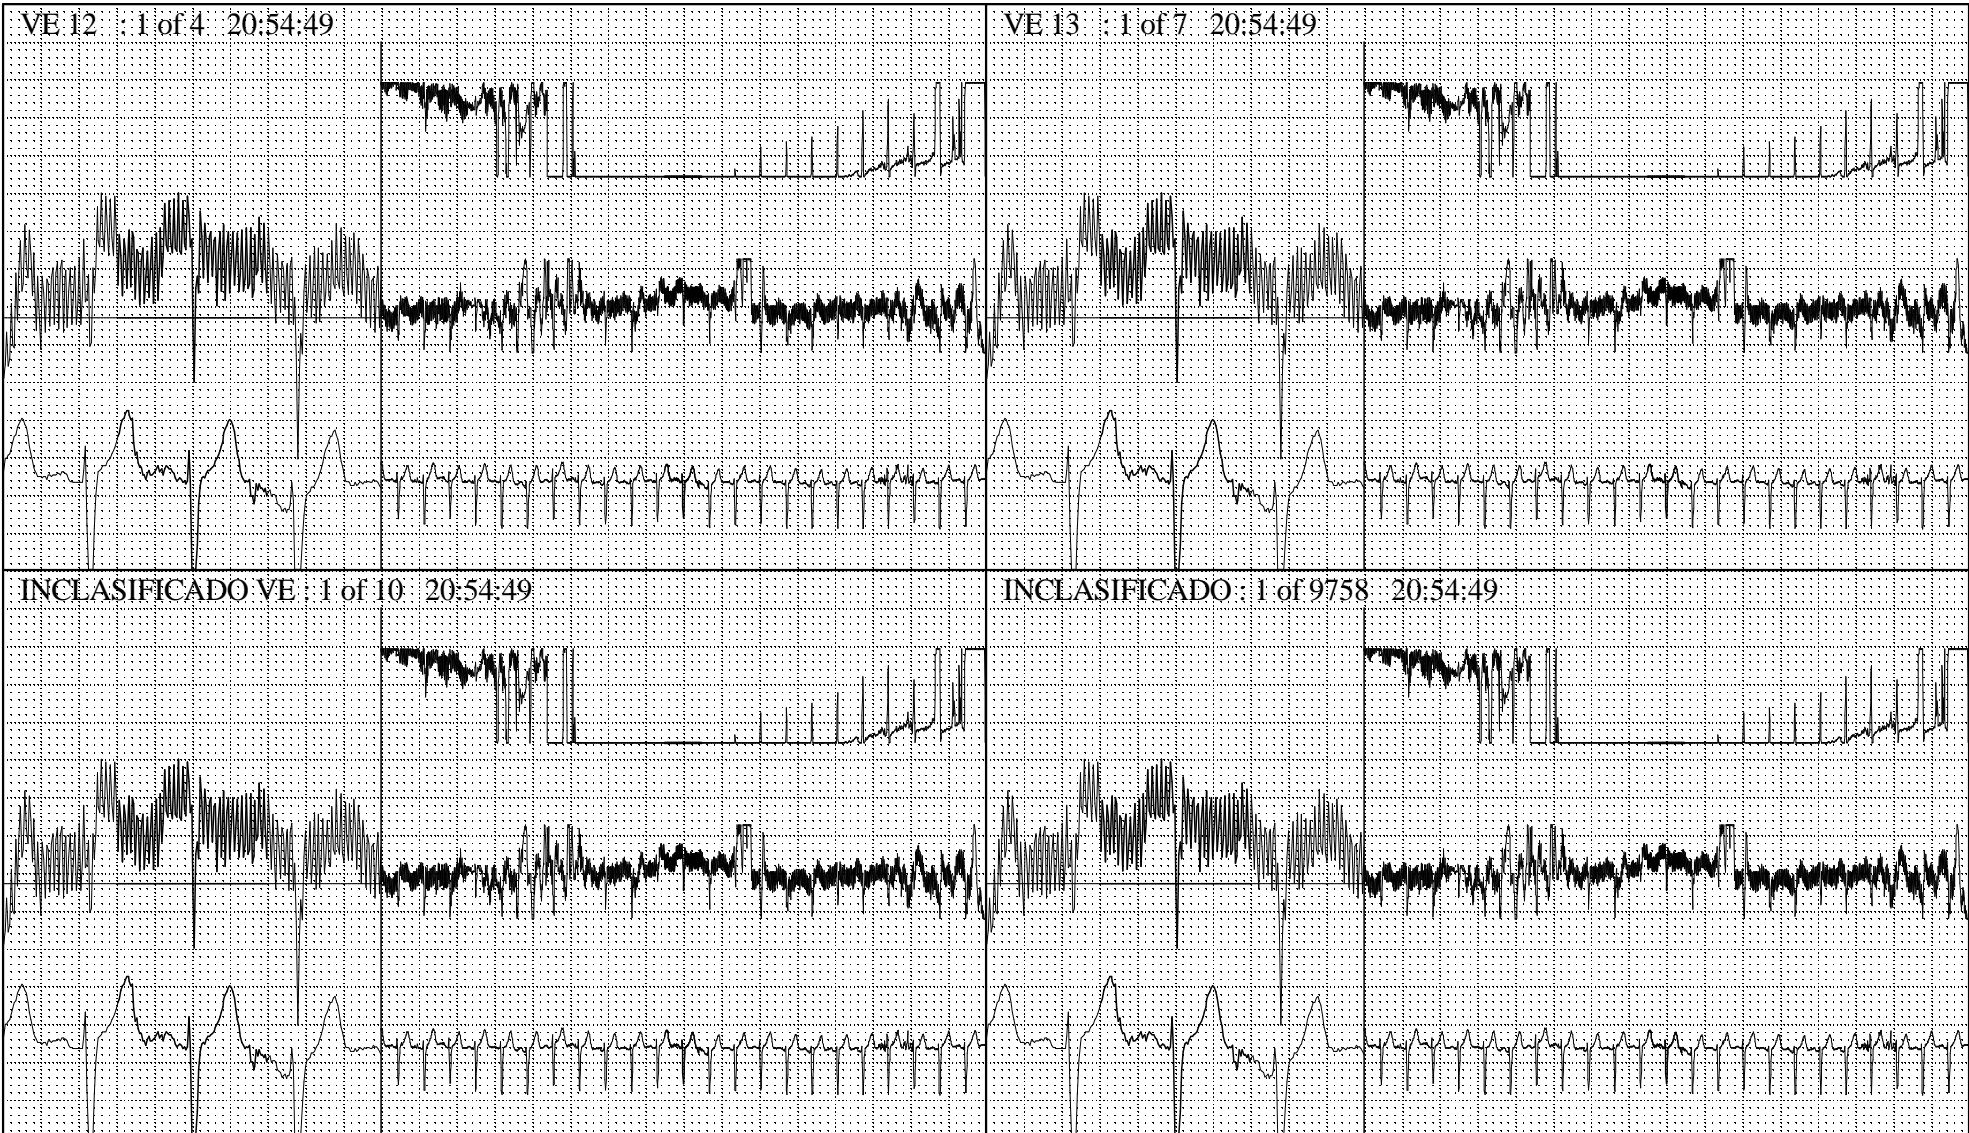 VE 12 : 1 of 4 20:54:49
VE 13 : 1 of 7 20:54:49
INCLASIFICADO VE : 1 of 10 20:54:49
INCLASIFICADO : 1 of 9758 20:54:49